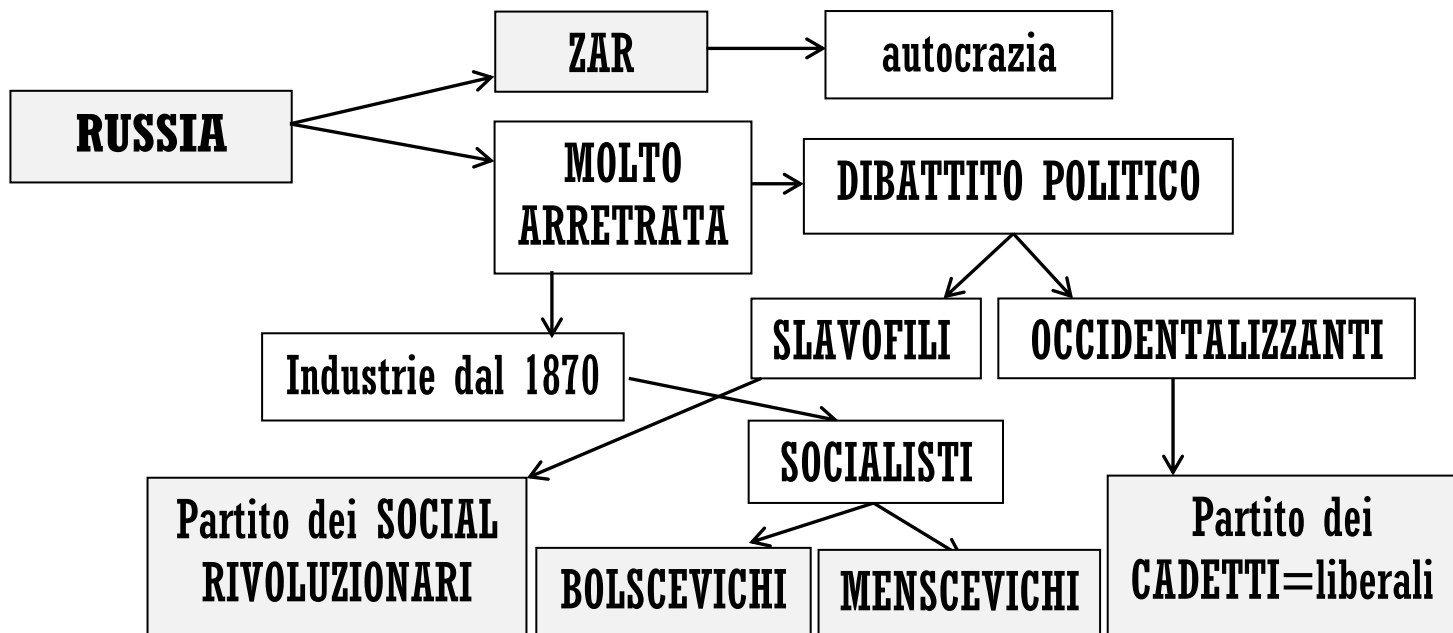 ZAR
autocrazia
RUSSIA
MOLTO
ARRETRATA
DIBATTITO POLITICO
SLAVOFILI
OCCIDENTALIZZANTI
Industrie dal 1870
SOCIALISTI
Partito dei SOCIAL
RIVOLUZIONARI
BOLSCEVICHI
MENSCEVICHI
Partito dei
CADETTI=liberali